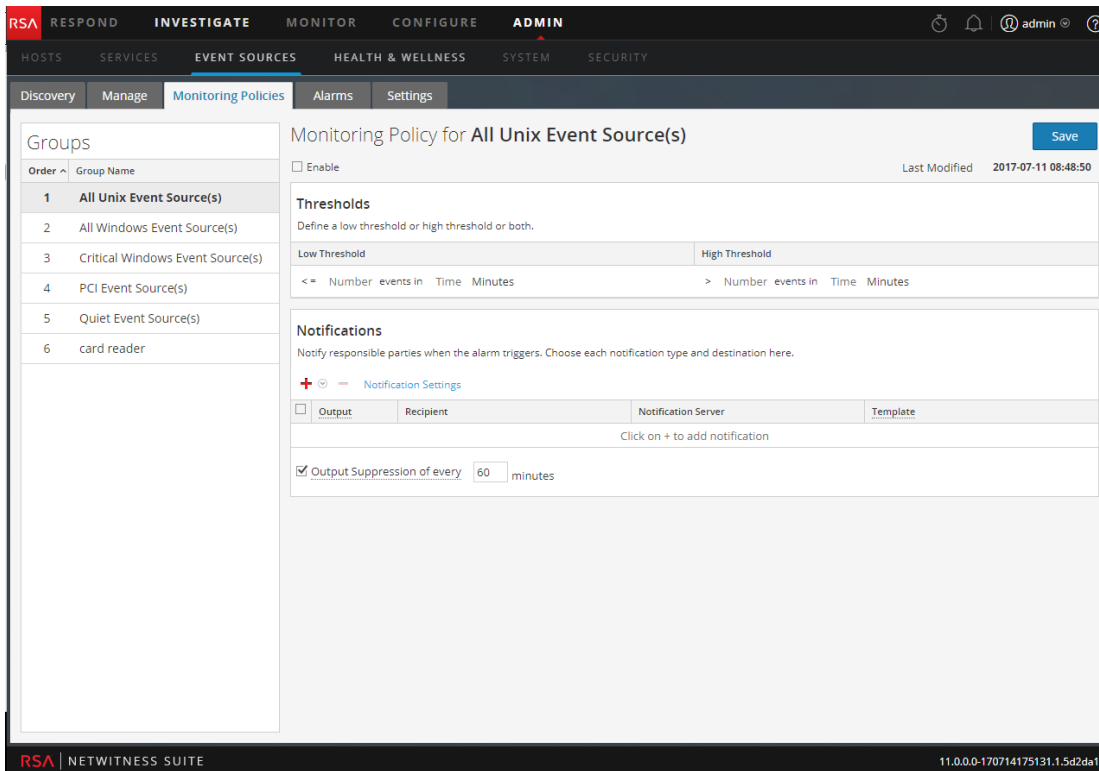 RSA RESPOND INVESTIGATE MONITOR CONFIGURE ADMIN admin ?
HOSTS SERVICES EVENT SOURCES HEALTH & WELLNESS SYSTEM SECURITY
Discovery Manage Monitoring Policies Alarms Settings
Groups
Order Group Name
1 All Unix Event Source(s)
2 All Windows Event Source(s)
3 Critical Windows Event Source(s)
4 PCI Event Source(s)
5 Quiet Event Source(s)
6 card reader
Monitoring Policy for All Unix Event Source(s) Save
Enable Last Modified 2017-07-11 08:48:50
Thresholds
Define a low threshold or high threshold or both.
Low Threshold High Threshold
<= Number events in Time Minutes > Number events in Time Minutes
Notifications
Notify responsible parties when the alarm triggers. Choose each notification type and destination here.
Notification Settings
Output Recipient Notification Server Template
Click on + to add notification
Output Suppression of every 60 minutes
RSA NETWITNESS SUITE 11.0.0.0-170714175131.1.5d2da1